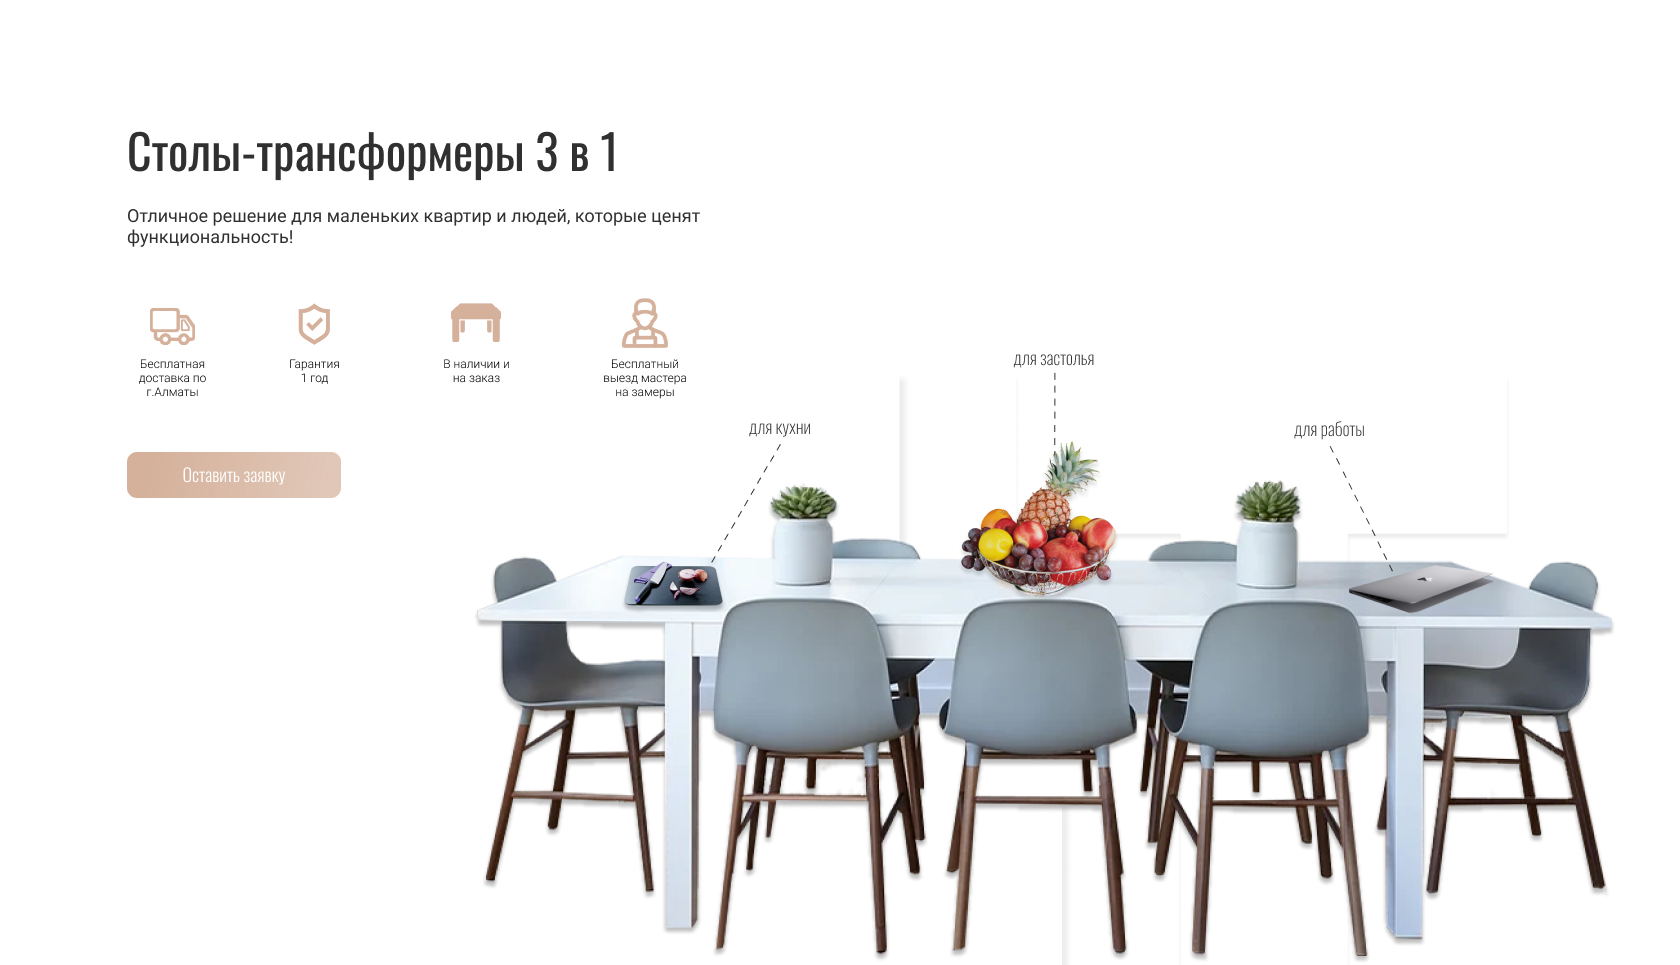 Столы-трансформеры 3 в 1
Отличное решение для маленьких квартир и людей, которые ценят
функциональность!
Бесплатная
доставка по
г.Алматы
Гарантия
1 год
В наличии и
на заказ
Бесплатный
выезд мастера
на замеры
Оставить заявку
для кухни
для застолья
для работы